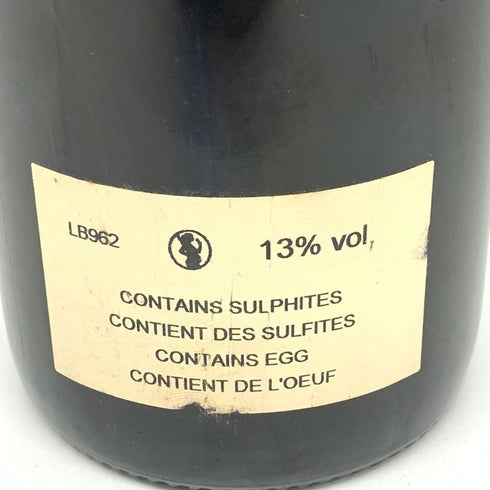 LB962 13% vol,
CONTAINS SULPHITES
CONTIENT DES SULFITES
CONTAINS EGG
CONTIENT DE L'OEUF